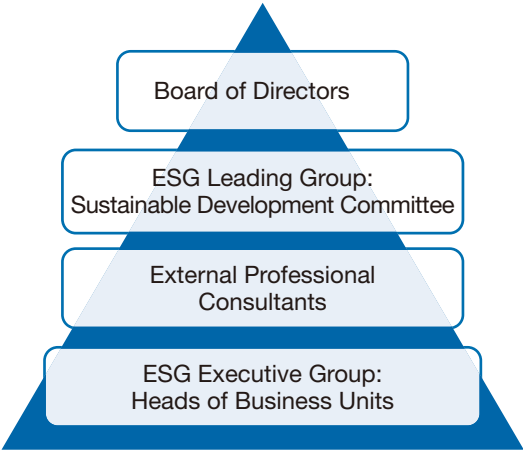 Board of Directors
ESG Leading Group:
Sustainable Development Committee
External Professional
Consultants
ESG Executive Group:
Heads of Business Units